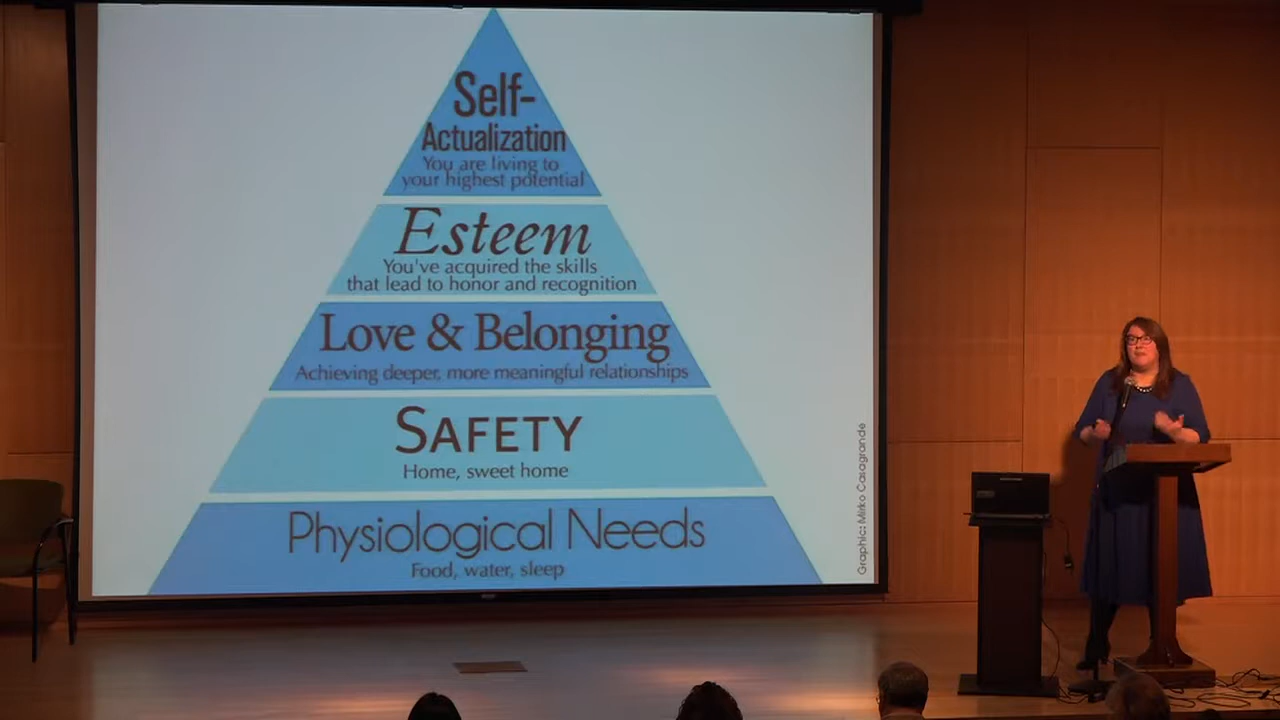 Self-
Actualization
You are living to
your highest potential
Esteem
You've acquired the skills
that lead to honor and recognition
Love & Belonging
Achieving deeper, more meaningful relationships
SAFETY
Home, sweet home
Physiological Needs
Food, water, sleep
Graphic: Mirko Casagrande